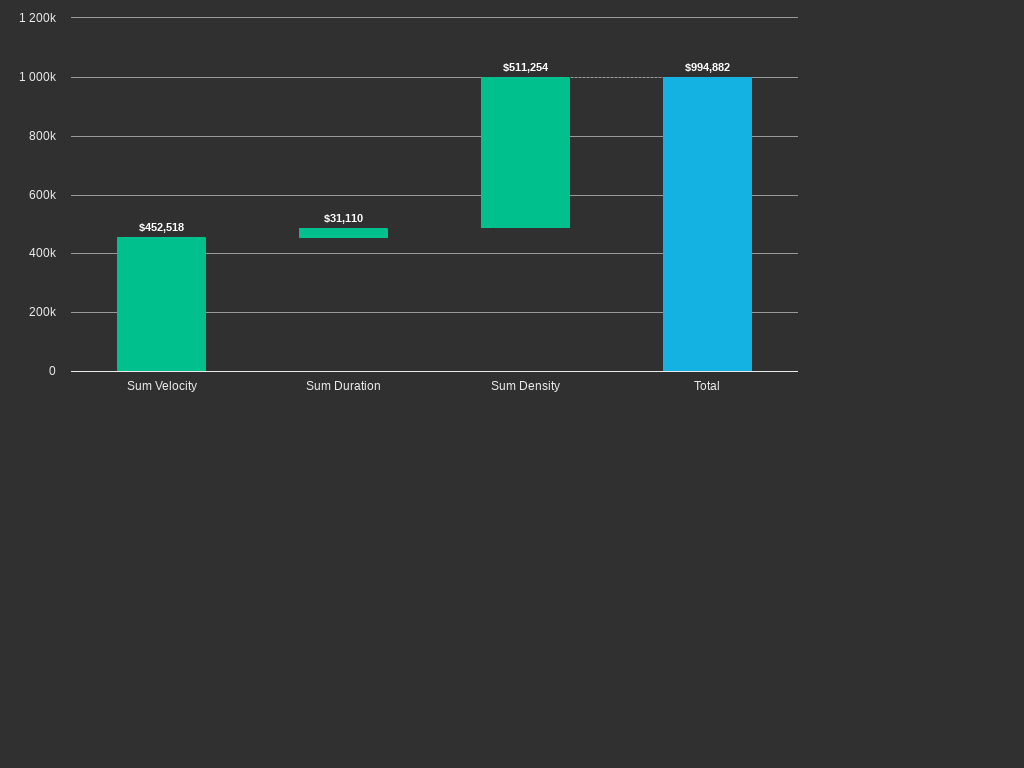 1 200k
1 000k
800k
600k
400k
200k
0
$452,518
$31,110
$511,254
$994,882
Sum Velocity
Sum Duration
Sum Density
Total